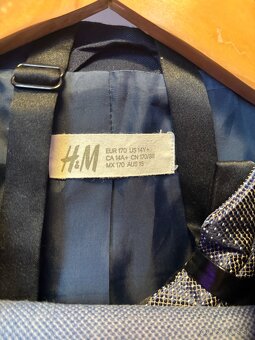 H&M
EUR 170 US 14Y+
CA 14A+ CN 170/88
MX 170 AUS 15